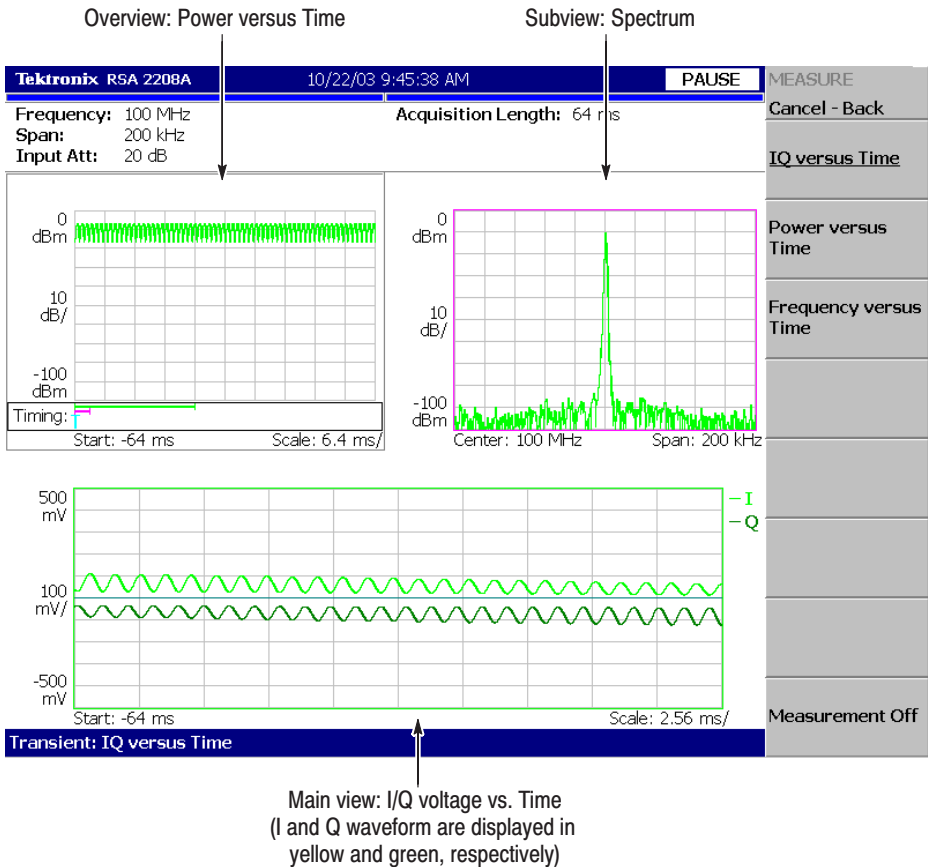 Overview: Power versus Time
Subview: Spectrum
Tektronix RSA 2208A 10/22/03 9:45:38 AM PAUSE
MEASURE
Cancel - Back
Frequency: 100 MHz
Span: 200 kHz
Input Att: 20 dB
Acquisition Length: 64 ms
IQ versus Time
Power versus
Time
Frequency versus
Time
Measurement Off
0
dBm
10
dB/
-100
dBm
Timing:
Start: -64 ms Scale: 6.4 ms/
0
dBm
10
dB/
-100
dBm
Center: 100 MHz Span: 200 kHz
500
mV
100
mV/
-500
mV
I
Q
Start: -64 ms Scale: 2.56 ms/
Transient: IQ versus Time
Main view: I/Q voltage vs. Time
(I and Q waveform are displayed in
yellow and green, respectively)